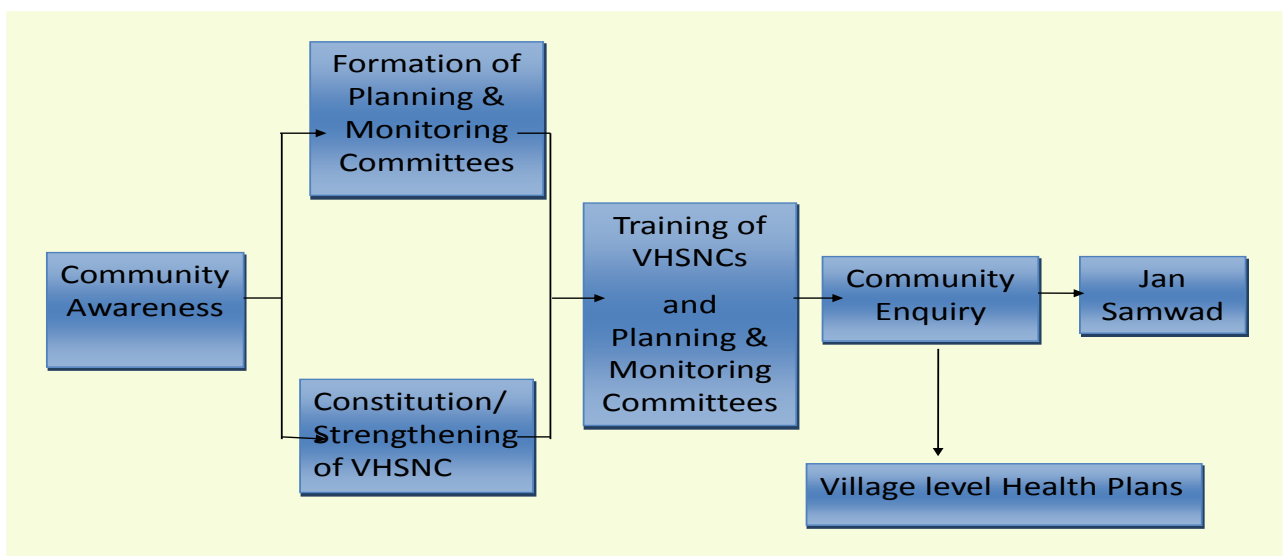 Community
Awareness
Formation of
Planning &
Monitoring
Committees
Constitution/
Strengthening
of VHSNC
Training of
VHSNCs
and
Planning &
Monitoring
Committees
Community
Enquiry
Jan
Samwad
Village level Health Plans